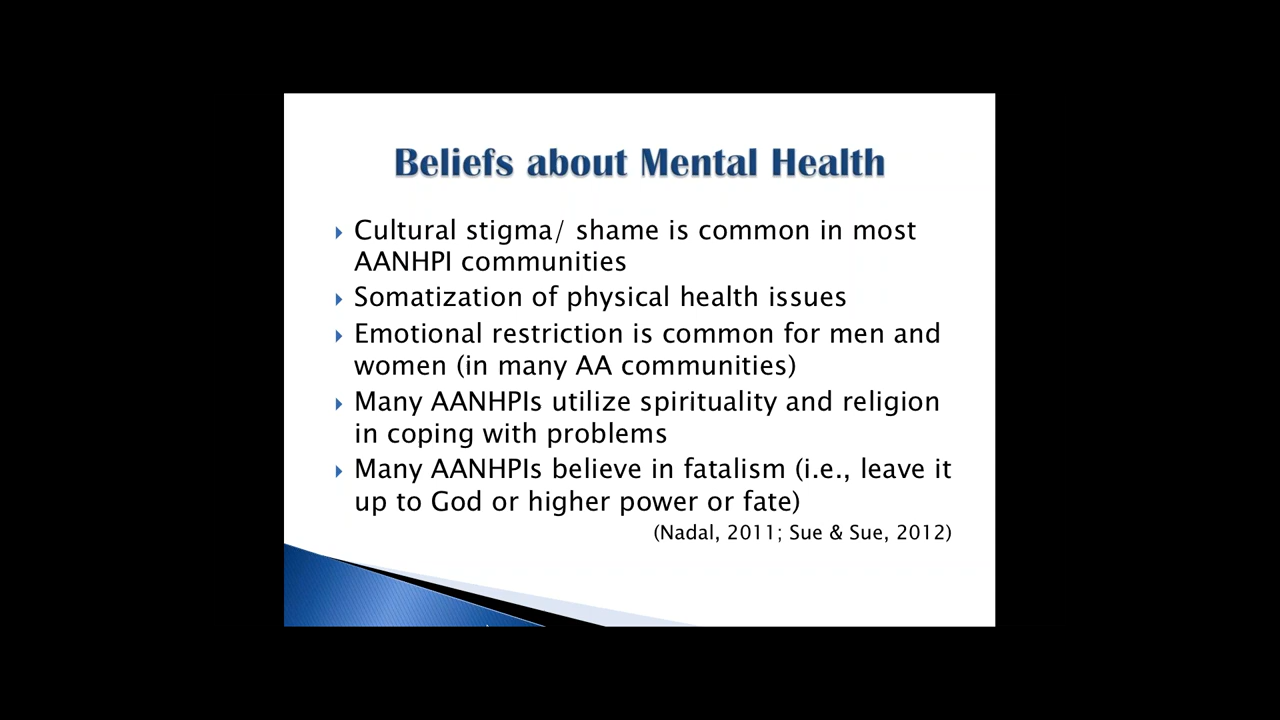 Beliefs about Mental Health
Cultural stigma/ shame is common in most
AANHPI communities
Somatization of physical health issues
Emotional restriction is common for men and
women (in many AA communities)
Many AANHPIs utilize spirituality and religion
in coping with problems
Many AANHPIs believe in fatalism (i.e., leave it
up to God or higher power or fate)
(Nadal, 2011; Sue & Sue, 2012)